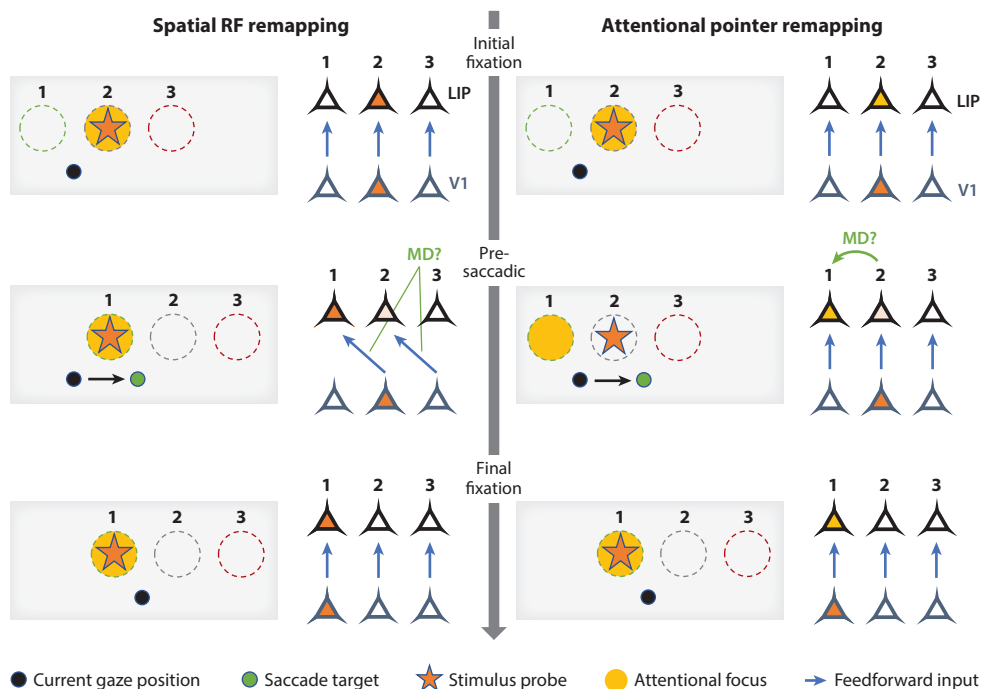 Spatial RF remapping
Attentional pointer remapping
Initial
fixation
1 2 3
1 2 3
LIP
V1
1 2 3
1 2 3
LIP
V1
Pre-
saccadic
MD?
1 2 3
1 2 3
MD?
1 2 3
1 2 3
Final
fixation
1 2 3
1 2 3
1 2 3
1 2 3
Current gaze position
Saccade target
Stimulus probe
Attentional focus
Feedforward input